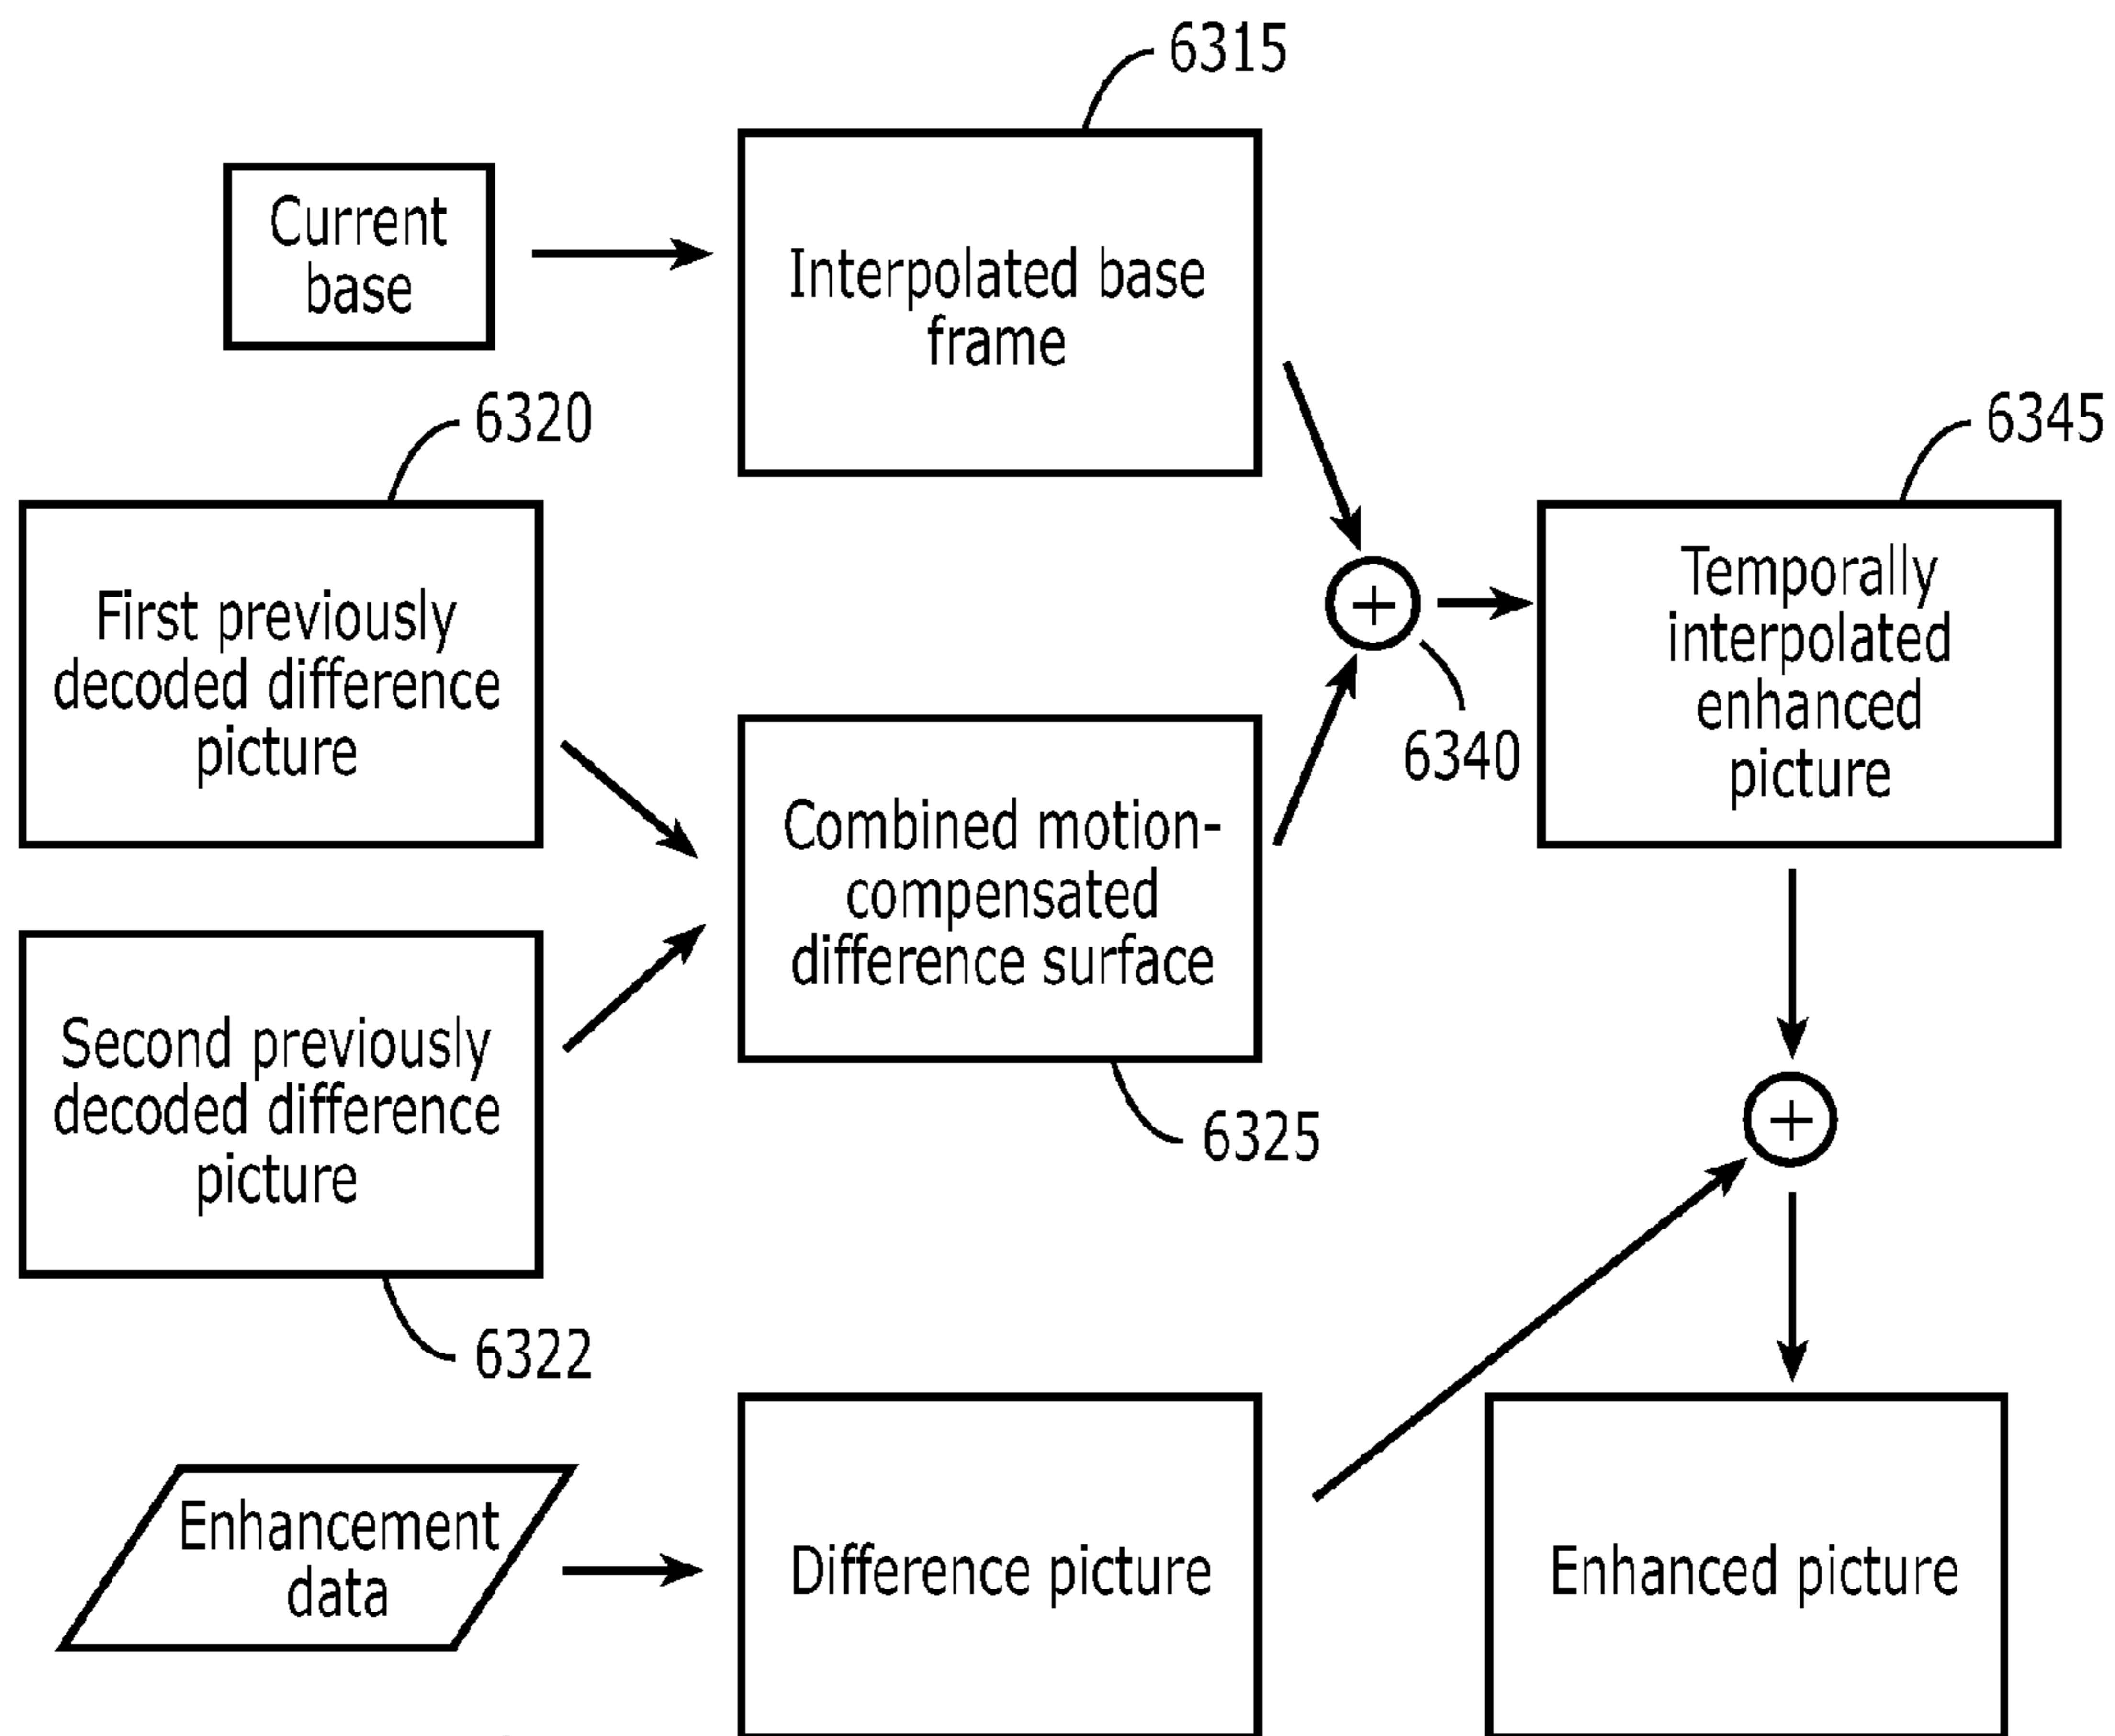 6315
Current
base
Interpolated base
frame
6320
6345
First previously
decoded difference
picture
+
Temporally
interpolated
enhanced
picture
6340
Combined motion-
compensated
difference surface
Second previously
decoded difference
picture
6325
+
6322
Enhancement
data
Difference picture
Enhanced picture